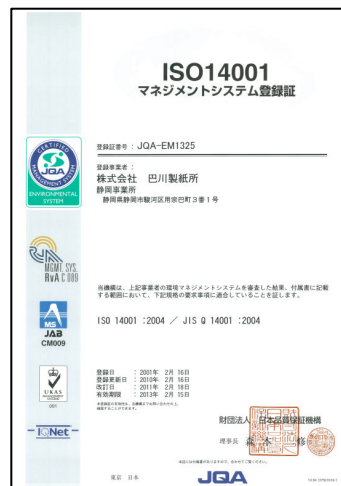 ISO14001
マネジメントシステム登録証
登録証番号 : JQA-EM1325
登録事業者 :
株式会社 巴川製紙所
静岡事業所
静岡県静岡市駿河区用宗巴町3番1号
CERTIFIED
MANAGEMENT SYSTEM
JQA
ENVIRONMENTAL
SYSTEM
MGMT. SYS.
RvA C 089
当機構は、上記事業者の環境マネジメントシステムを審査した結果、付属書に記載
する範囲において、下記規格の要求事項に適合していることを証します。
ISO 14001 :2004 / JIS Q 14001 :2004
MS
JAB
CM009
登録日 : 2001年 2月 16日
登録更新日 : 2010年 2月 16日
改訂日 : 2011年 2月 18日
有効期限 : 2013年 2月 15日
UKAS
001
IQNet
財団法人 日本品質保証機構
理事長 森本 修
東京 日本
JQA